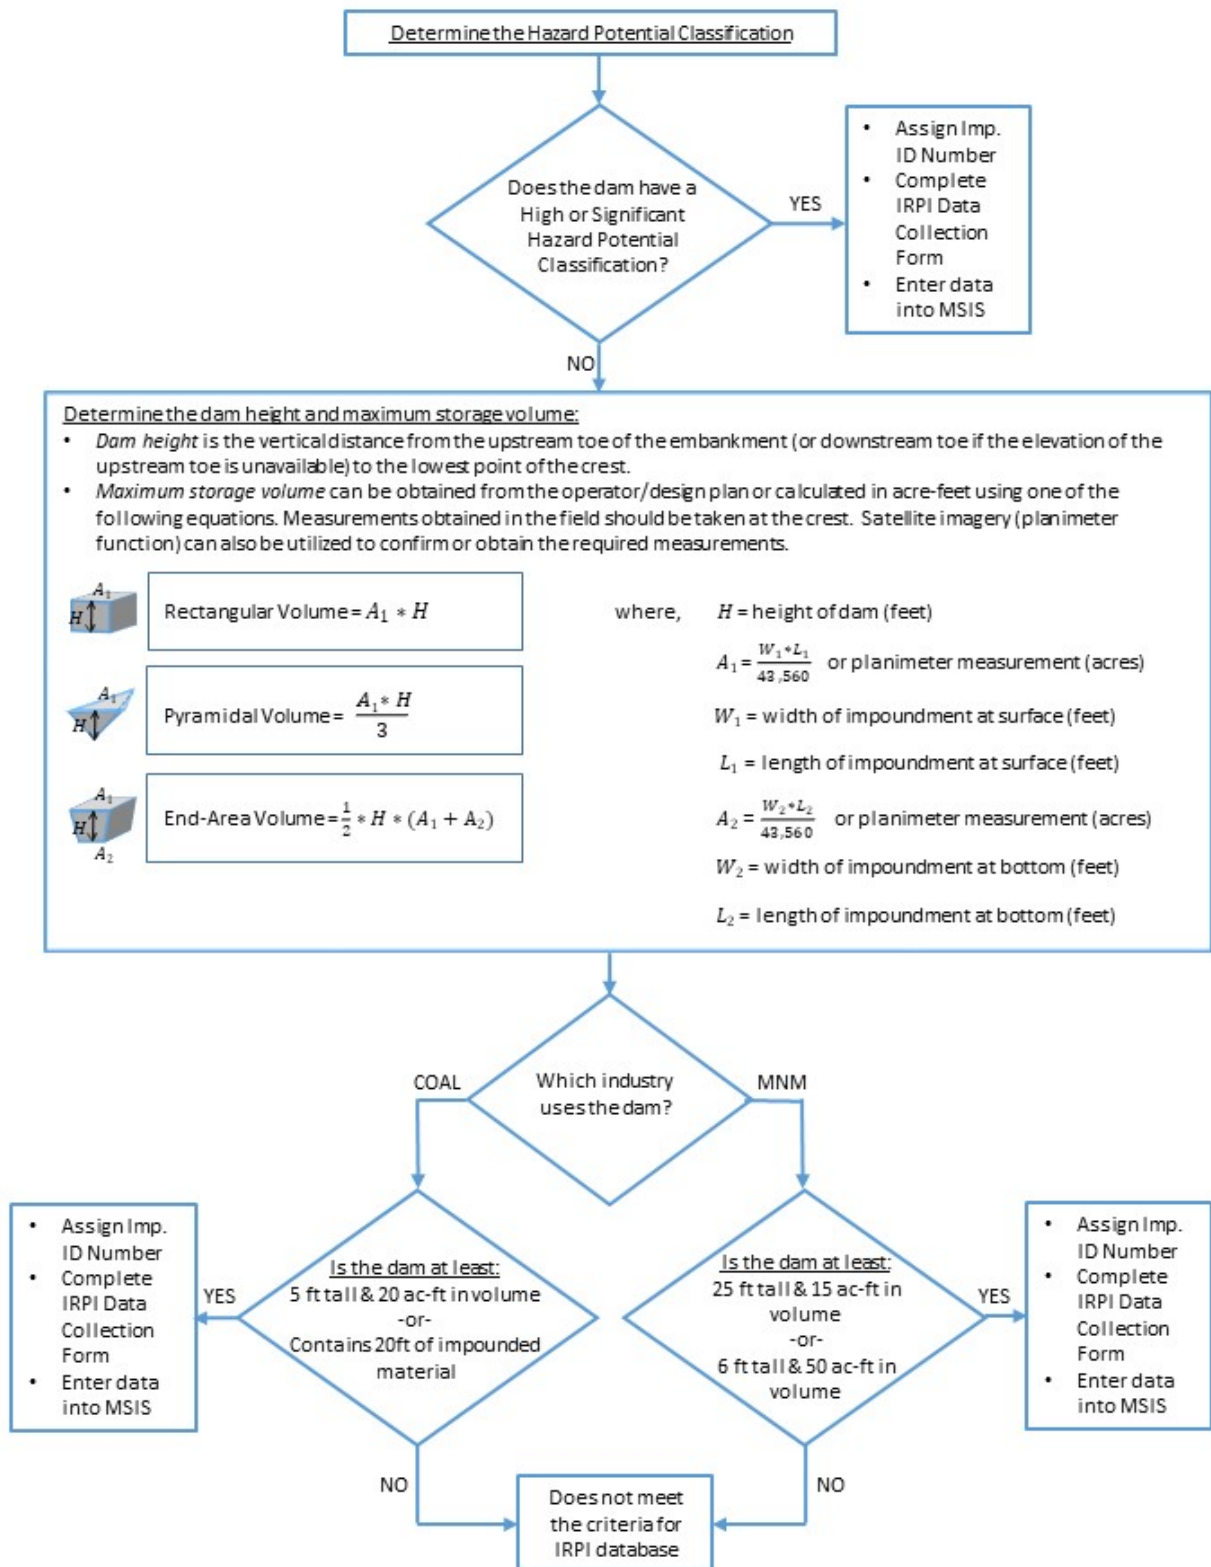 Determine the Hazard Potential Classification
Does the dam have a
High or Significant
Hazard Potential
Classification?
YES
• Assign Imp.
ID Number
• Complete
IRPI Data
Collection
Form
• Enter data
into MSIS
NO
Determine the dam height and maximum storage volume:
• Dam height is the vertical distance from the upstream toe of the embankment (or downstream toe if the elevation of the
upstream toe is unavailable) to the lowest point of the crest.
• Maximum storage volume can be obtained from the operator/design plan or calculated in acre-feet using one of the
following equations. Measurements obtained in the field should be taken at the crest. Satellite imagery (planimeter
function) can also be utilized to confirm or obtain the required measurements.
A₁
H
Rectangular Volume = A₁ * H
A₁
H
Pyramidal Volume = A₁ * H / 3
A₁
H
A₂
End-Area Volume = ½ * H * (A₁ + A₂)
where, H = height of dam (feet)
A₁ = W₁*L₁ / 43,560 or planimeter measurement (acres)
W₁ = width of impoundment at surface (feet)
L₁ = length of impoundment at surface (feet)
A₂ = W₂*L₂ / 43,560 or planimeter measurement (acres)
W₂ = width of impoundment at bottom (feet)
L₂ = length of impoundment at bottom (feet)
Which industry
uses the dam?
COAL
MNM
• Assign Imp.
ID Number
• Complete
IRPI Data
Collection
Form
• Enter data
into MSIS
YES
Is the dam at least:
5 ft tall & 20 ac-ft in volume
-or-
Contains 20ft of impounded
material
Is the dam at least:
25 ft tall & 15 ac-ft in
volume
-or-
6 ft tall & 50 ac-ft in
volume
YES
• Assign Imp.
ID Number
• Complete
IRPI Data
Collection
Form
• Enter data
into MSIS
NO
NO
Does not meet
the criteria for
IRPI database